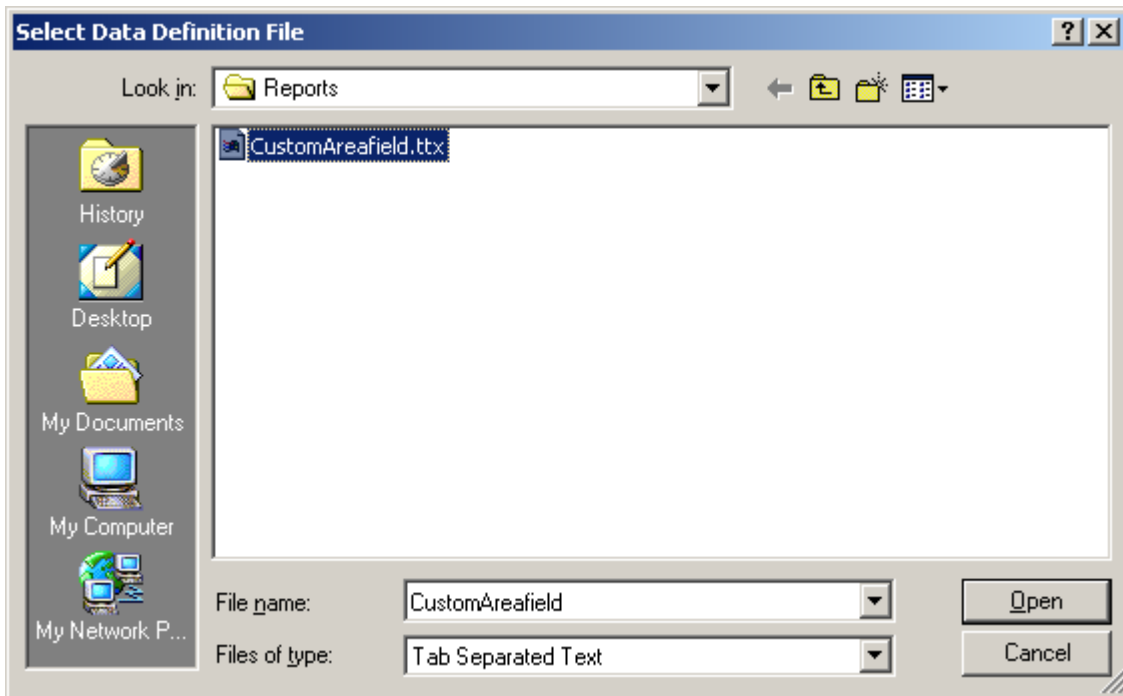 Select Data Definition File
Look in: Reports
CustomAreafield.ttx
History
Desktop
My Documents
My Computer
My Network P...
File name: CustomAreafield Open
Files of type: Tab Separated Text Cancel